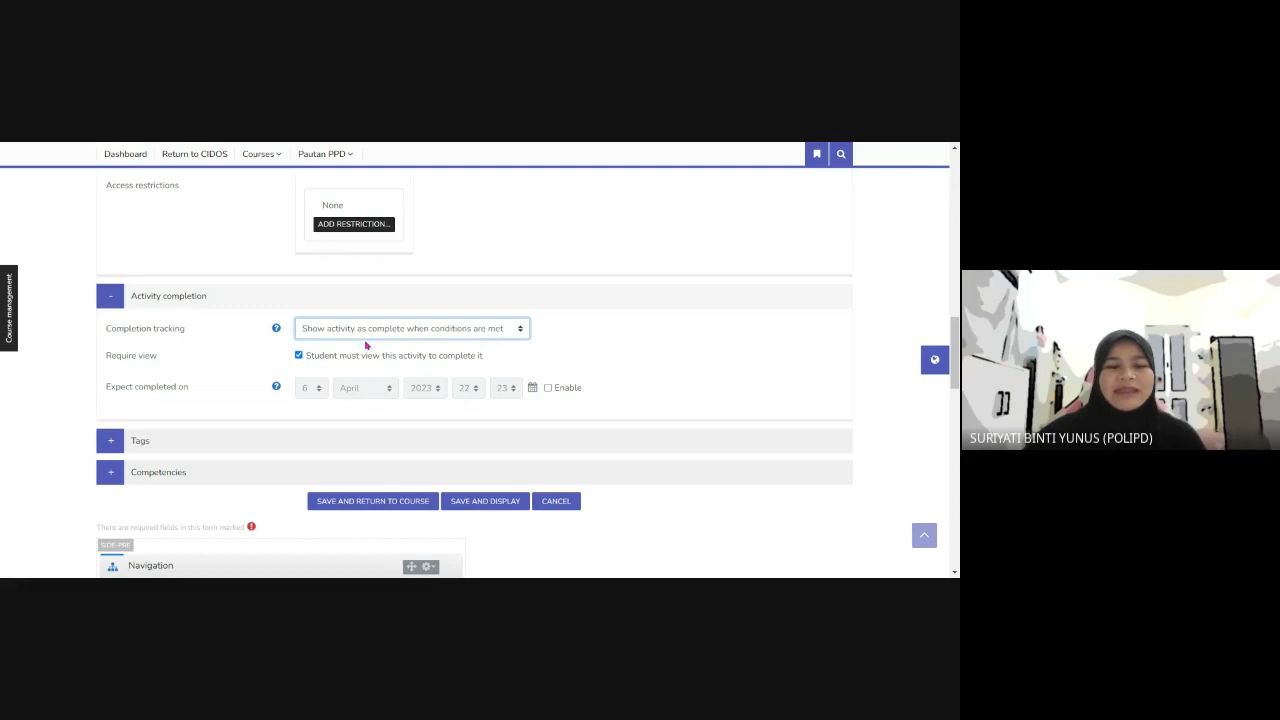 Dashboard Return to CIDOS Courses Pautan PPD
Access restrictions
None
ADD RESTRICTION...
Course management
Activity completion
Completion tracking Show activity as complete when conditions are met
Require view Student must view this activity to complete it
Expect completed on 6 April 2023 22 23 Enable
Tags
Competencies
SAVE AND RETURN TO COURSE SAVE AND DISPLAY CANCEL
There are required fields in this form marked
SIDE-PRE
Navigation
SURIYATI BINTI YUNUS (POLIPD)